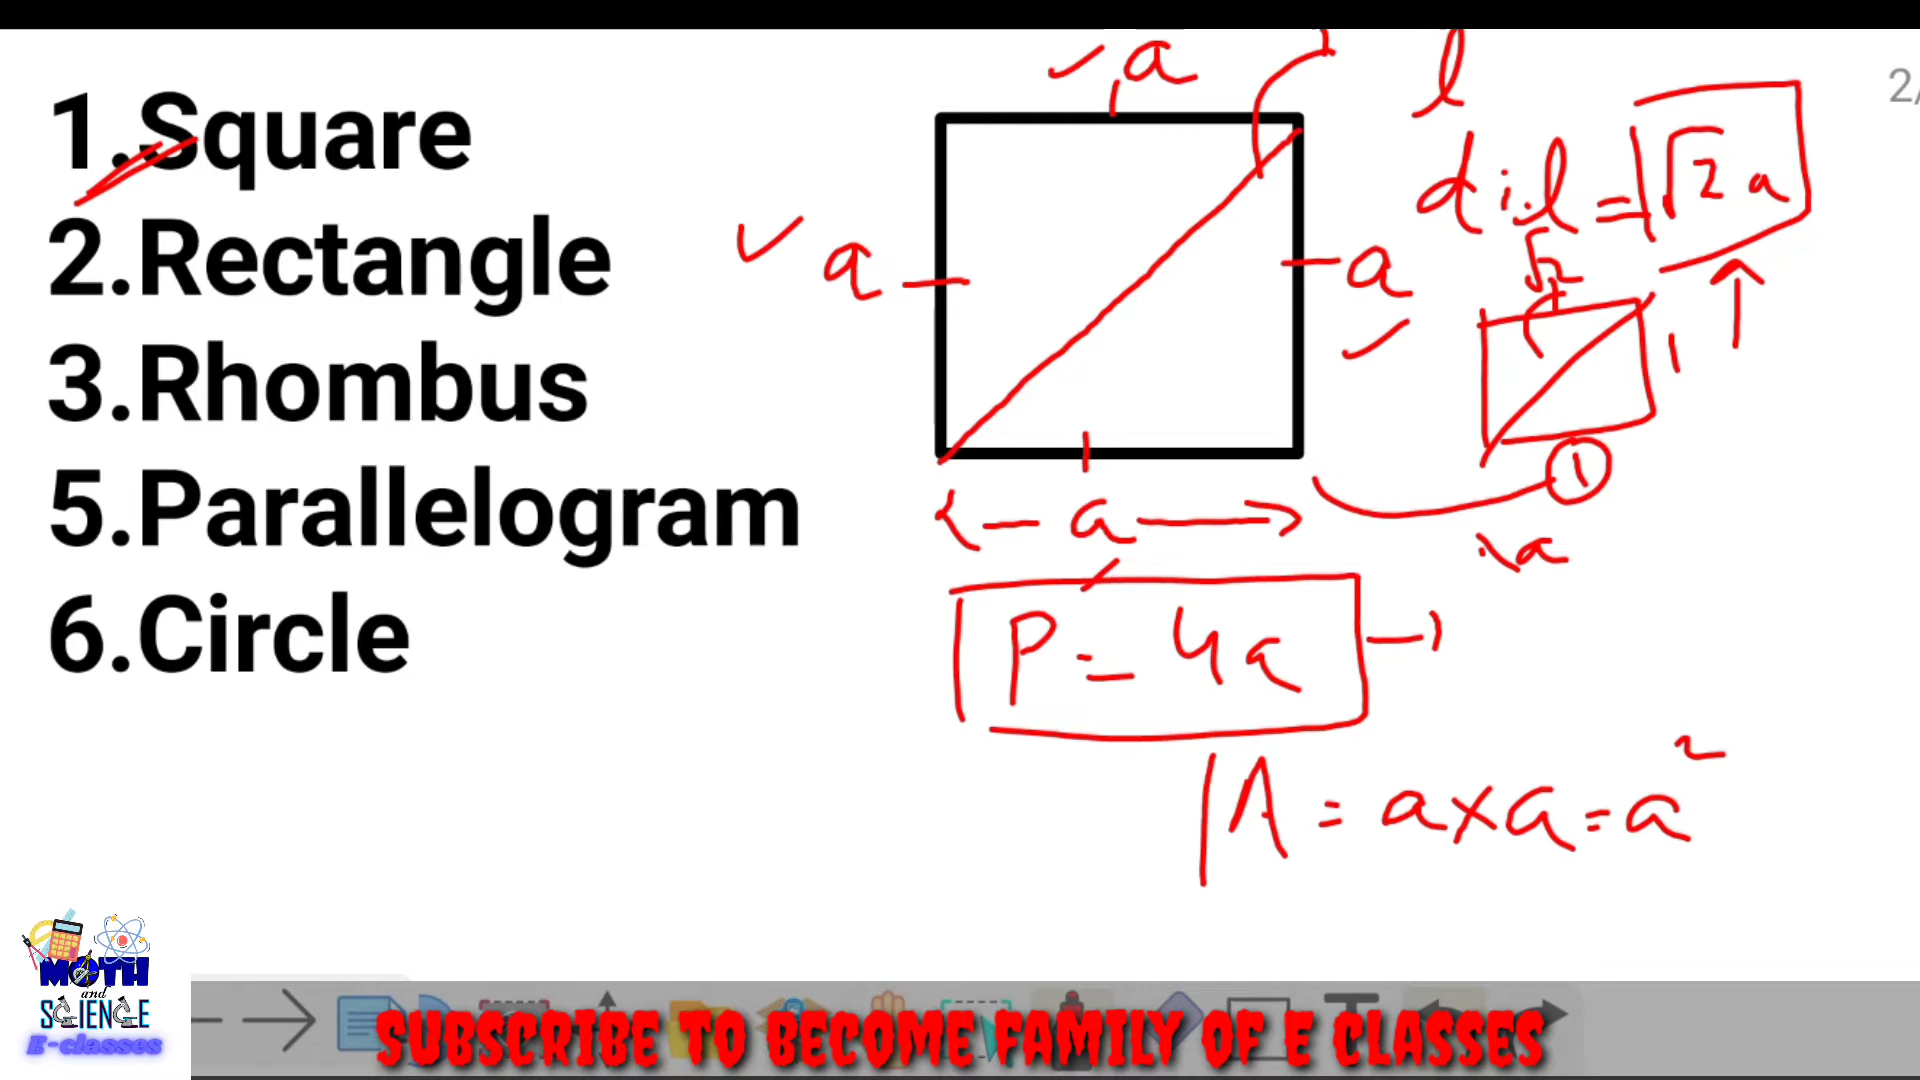 1.Square
2.Rectangle
3.Rhombus
5.Parallelogram
6.Circle
a
a
a
a
l
√2 a
√2
1
1
a
P = 4a
A = a×a = a²
2/
MATH
and
SCIENCE
E-classes
SUBSCRIBE TO BECOME FAMILY OF E CLASSES
T